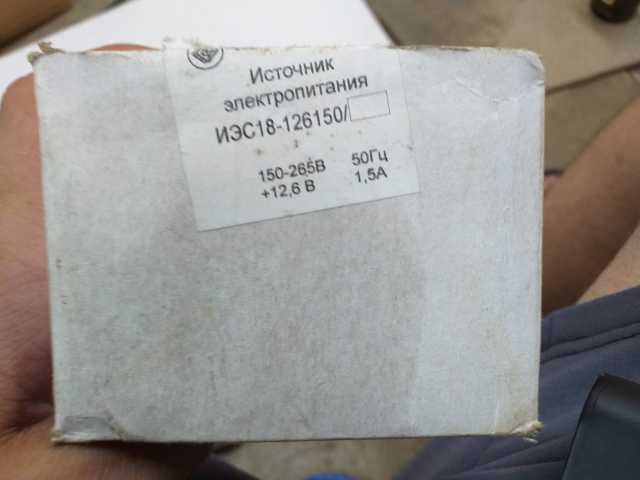 Источник
электропитания
ИЭС18-126150/
150-265В 50Гц
+12,6 В 1,5А